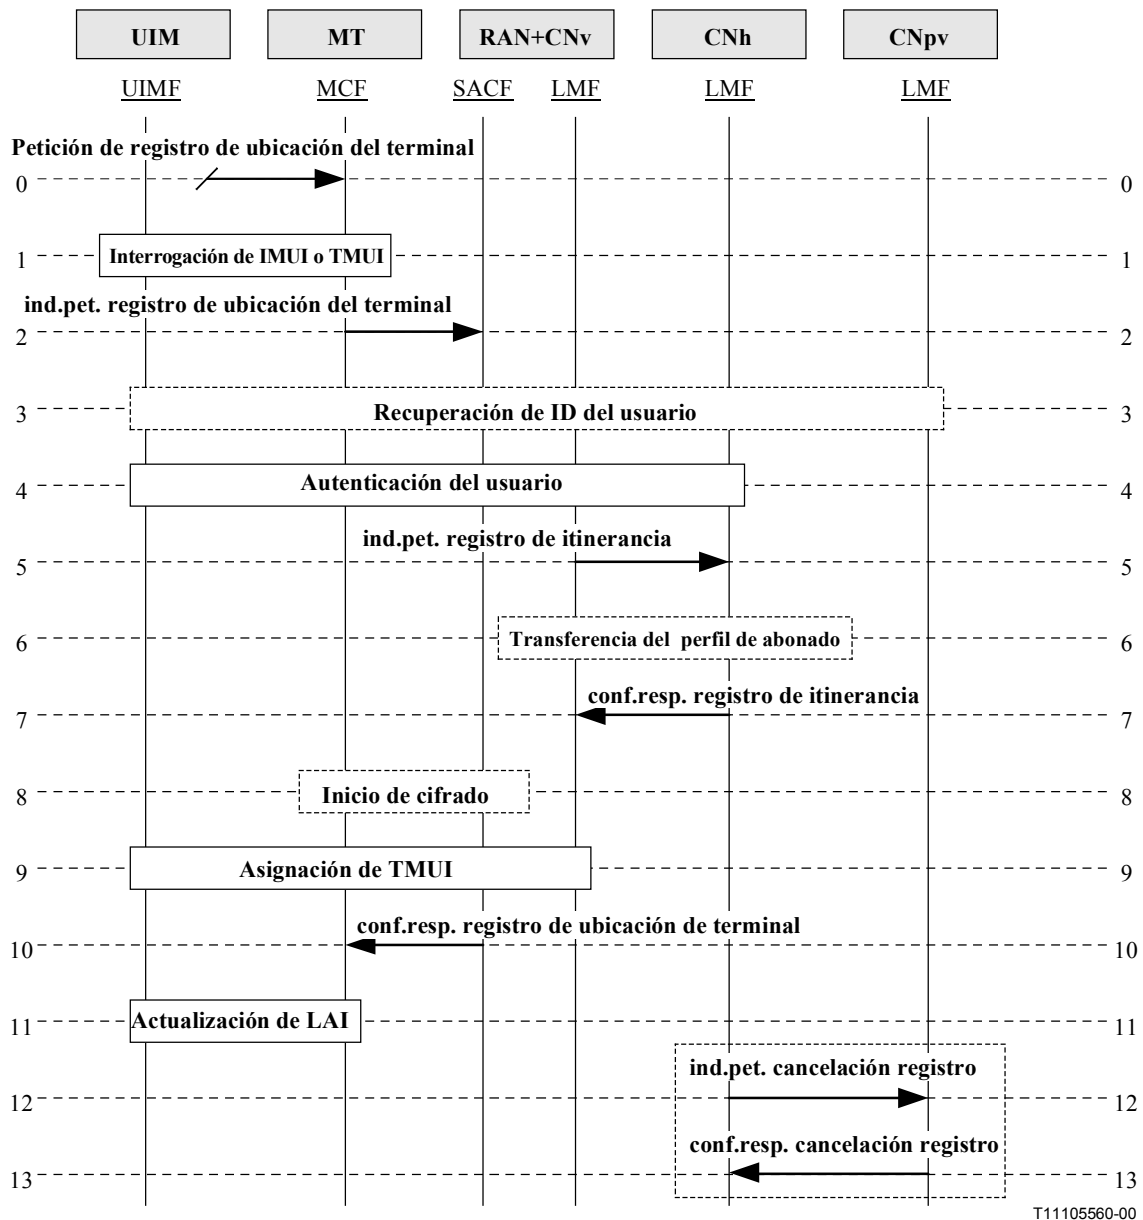 UIM MT RAN+CNv CNh CNpv
UIMF MCF SACF LMF LMF LMF
Petición de registro de ubicación del terminal
0 0
1 Interrogación de IMUI o TMUI 1
ind.pet. registro de ubicación del terminal
2 2
3 Recuperación de ID del usuario 3
4 Autenticación del usuario 4
ind.pet. registro de itinerancia
5 5
6 Transferencia del perfil de abonado 6
conf.resp. registro de itinerancia
7 7
8 Inicio de cifrado 8
9 Asignación de TMUI 9
conf.resp. registro de ubicación de terminal
10 10
11 Actualización de LAI 11
ind.pet. cancelación registro
12 12
conf.resp. cancelación registro
13 13
T11105560-00